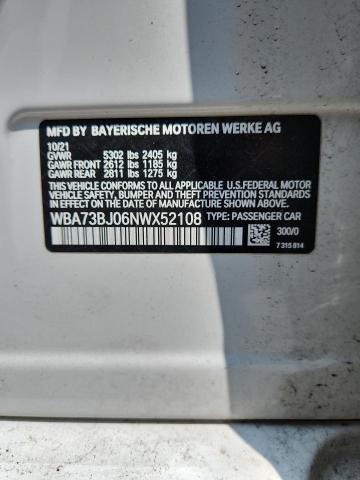 MFD BY BAYERISCHE MOTOREN WERKE AG
10/21
GVWR 5302 lbs 2405 kg
GAWR FRONT 2612 lbs 1185 kg
GAWR REAR 2811 lbs 1275 kg
THIS VEHICLE CONFORMS TO ALL APPLICABLE U.S.FEDERAL MOTOR
VEHICLE SAFETY, BUMPER AND THEFT PREVENTION STANDARDS
IN EFFECT ON THE DATE OF MANUFACTURE SHOWN ABOVE.
WBA73BJ06NWX52108 TYPE: PASSENGER CAR
300/0
7 315 814